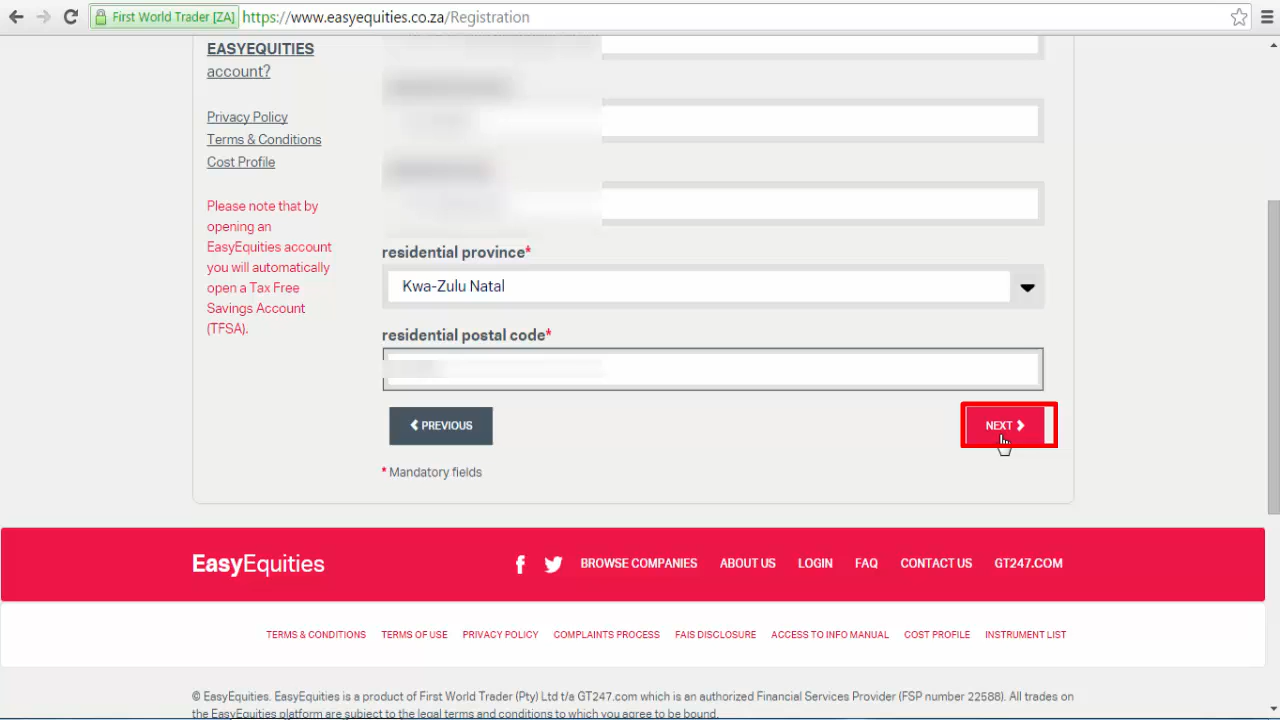 First World Trader [ZA]
https://www.easyequities.co.za/Registration
EASYEQUITIES
account?
Privacy Policy
Terms & Conditions
Cost Profile
Please note that by
opening an
EasyEquities account
you will automatically
open a Tax Free
Savings Account
(TFSA).
residential province*
Kwa-Zulu Natal
residential postal code*
PREVIOUS
NEXT
* Mandatory fields
EasyEquities
BROWSE COMPANIES ABOUT US LOGIN FAQ CONTACT US GT247.COM
TERMS & CONDITIONS TERMS OF USE PRIVACY POLICY COMPLAINTS PROCESS FAIS DISCLOSURE ACCESS TO INFO MANUAL COST PROFILE INSTRUMENT LIST
© EasyEquities. EasyEquities is a product of First World Trader (Pty) Ltd t/a GT247.com which is an authorized Financial Services Provider (FSP number 22588). All trades on
the EasyEquities platform are subject to the legal terms and conditions to which you agree to be bound.